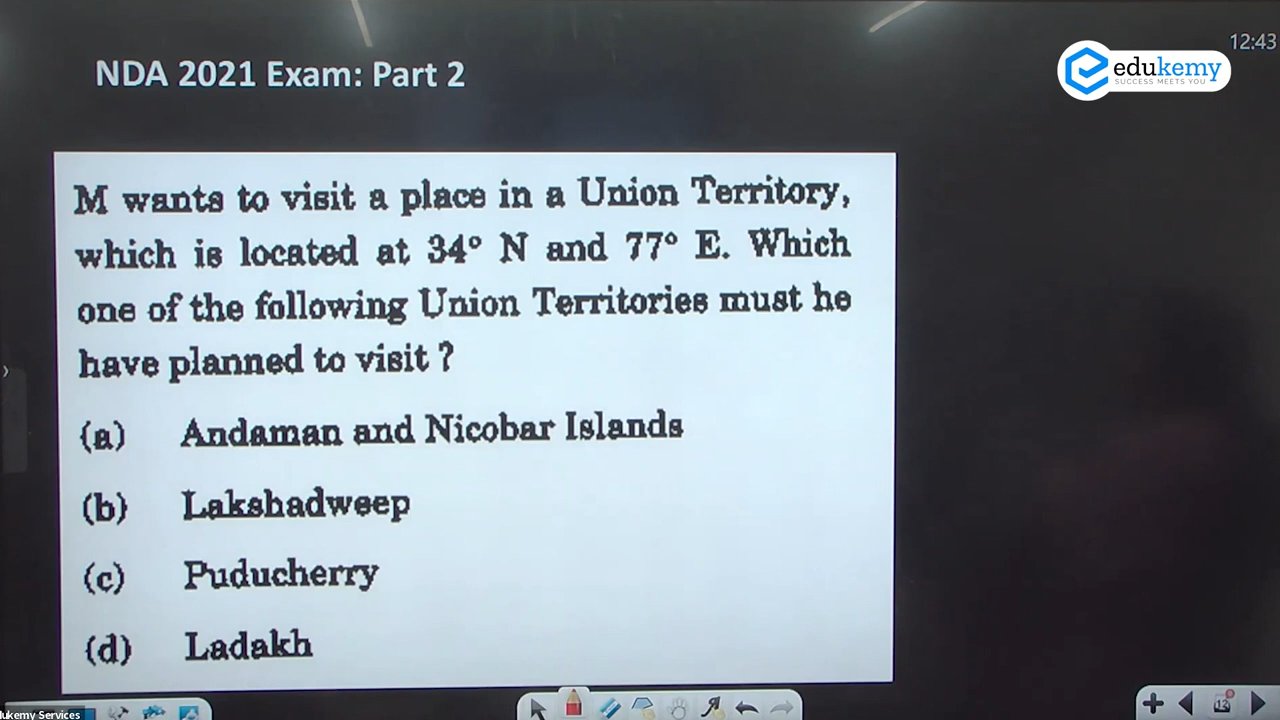 NDA 2021 Exam: Part 2
12:43
edukemy
SUCCESS MEETS YOU
M wants to visit a place in a Union Territory,
which is located at 34° N and 77° E. Which
one of the following Union Territories must he
have planned to visit ?
(a) Andaman and Nicobar Islands
(b) Lakshadweep
(c) Puducherry
(d) Ladakh
ukemy Services
12